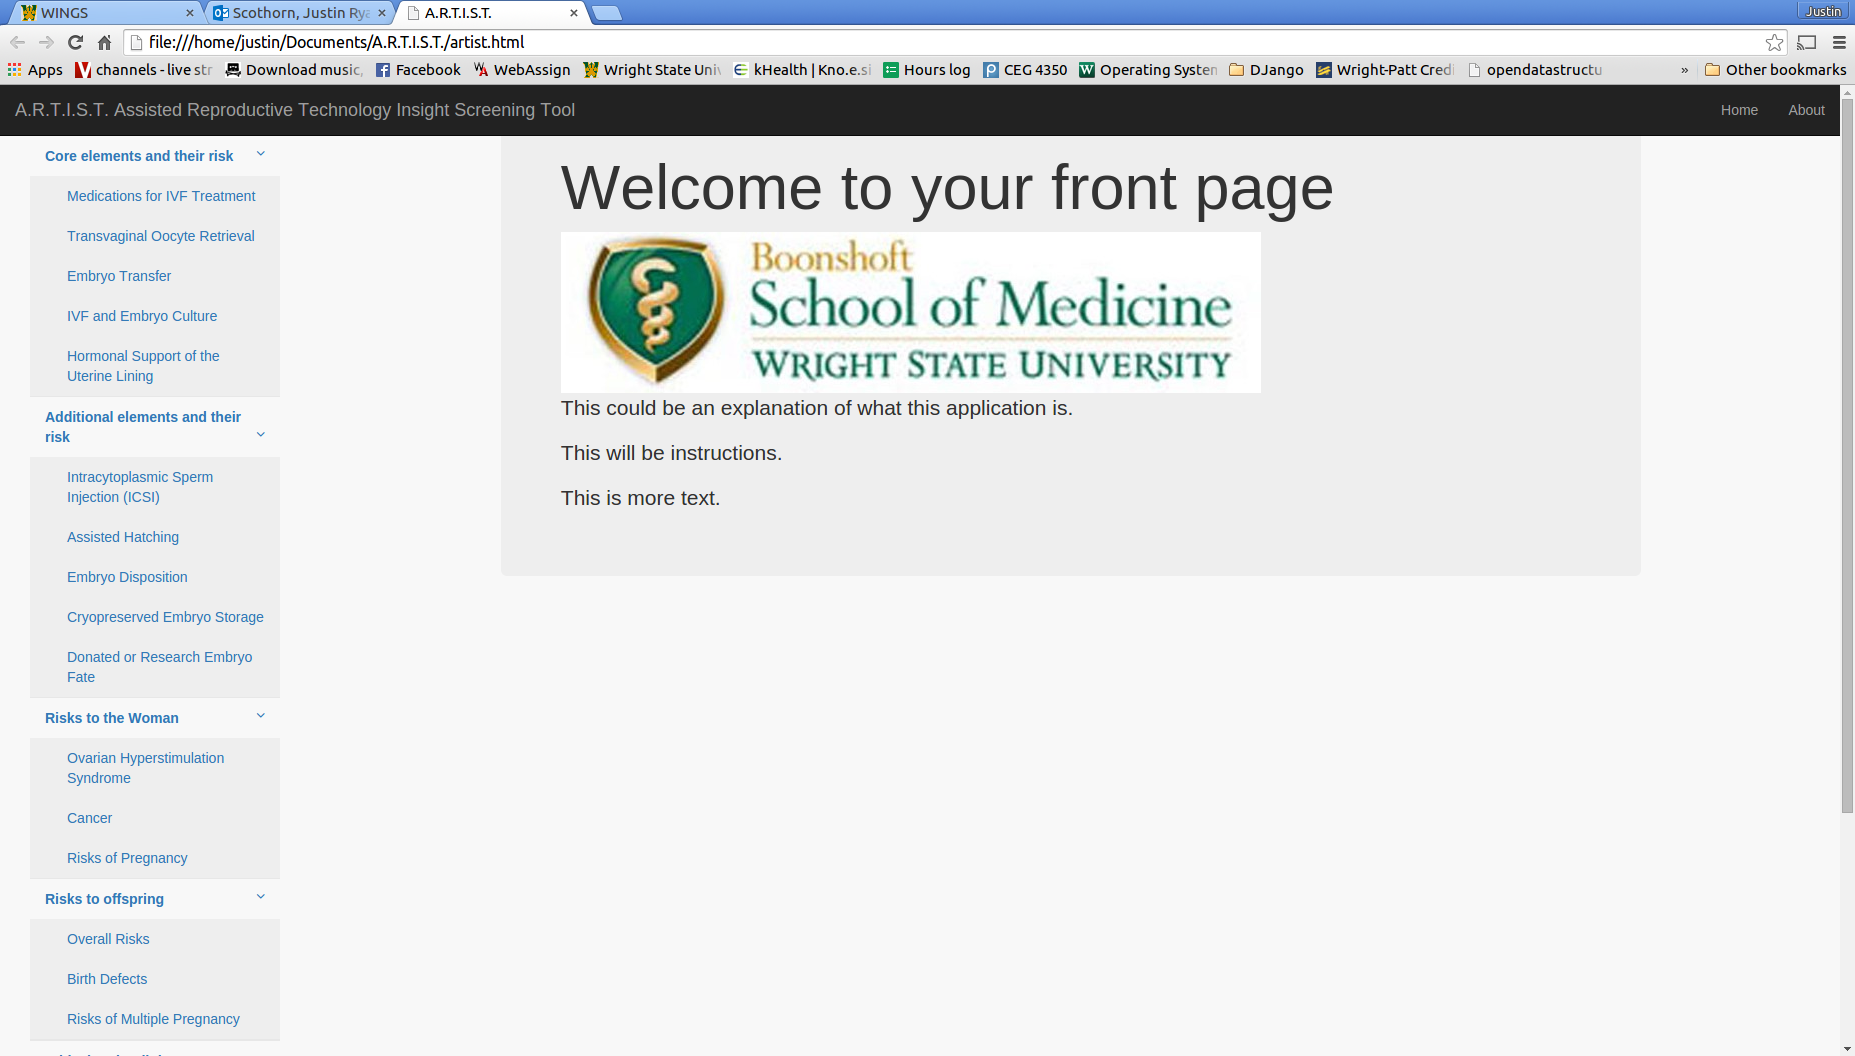 WINGS
Scothorn, Justin Rya
A.R.T.I.S.T.
Justin
file:///home/justin/Documents/A.R.T.I.S.T./artist.html
Apps channels - live str Download music, Facebook WebAssign Wright State Univ kHealth | Kno.e.si Hours log CEG 4350 Operating System DJango Wright-Patt Credi opendatastructu » Other bookmarks
A.R.T.I.S.T. Assisted Reproductive Technology Insight Screening Tool
Home
About
Core elements and their risk
Medications for IVF Treatment
Transvaginal Oocyte Retrieval
Embryo Transfer
IVF and Embryo Culture
Hormonal Support of the
Uterine Lining
Additional elements and their
risk
Intracytoplasmic Sperm
Injection (ICSI)
Assisted Hatching
Embryo Disposition
Cryopreserved Embryo Storage
Donated or Research Embryo
Fate
Risks to the Woman
Ovarian Hyperstimulation
Syndrome
Cancer
Risks of Pregnancy
Risks to offspring
Overall Risks
Birth Defects
Risks of Multiple Pregnancy
Welcome to your front page
Boonshoft
School of Medicine
WRIGHT STATE UNIVERSITY
This could be an explanation of what this application is.
This will be instructions.
This is more text.